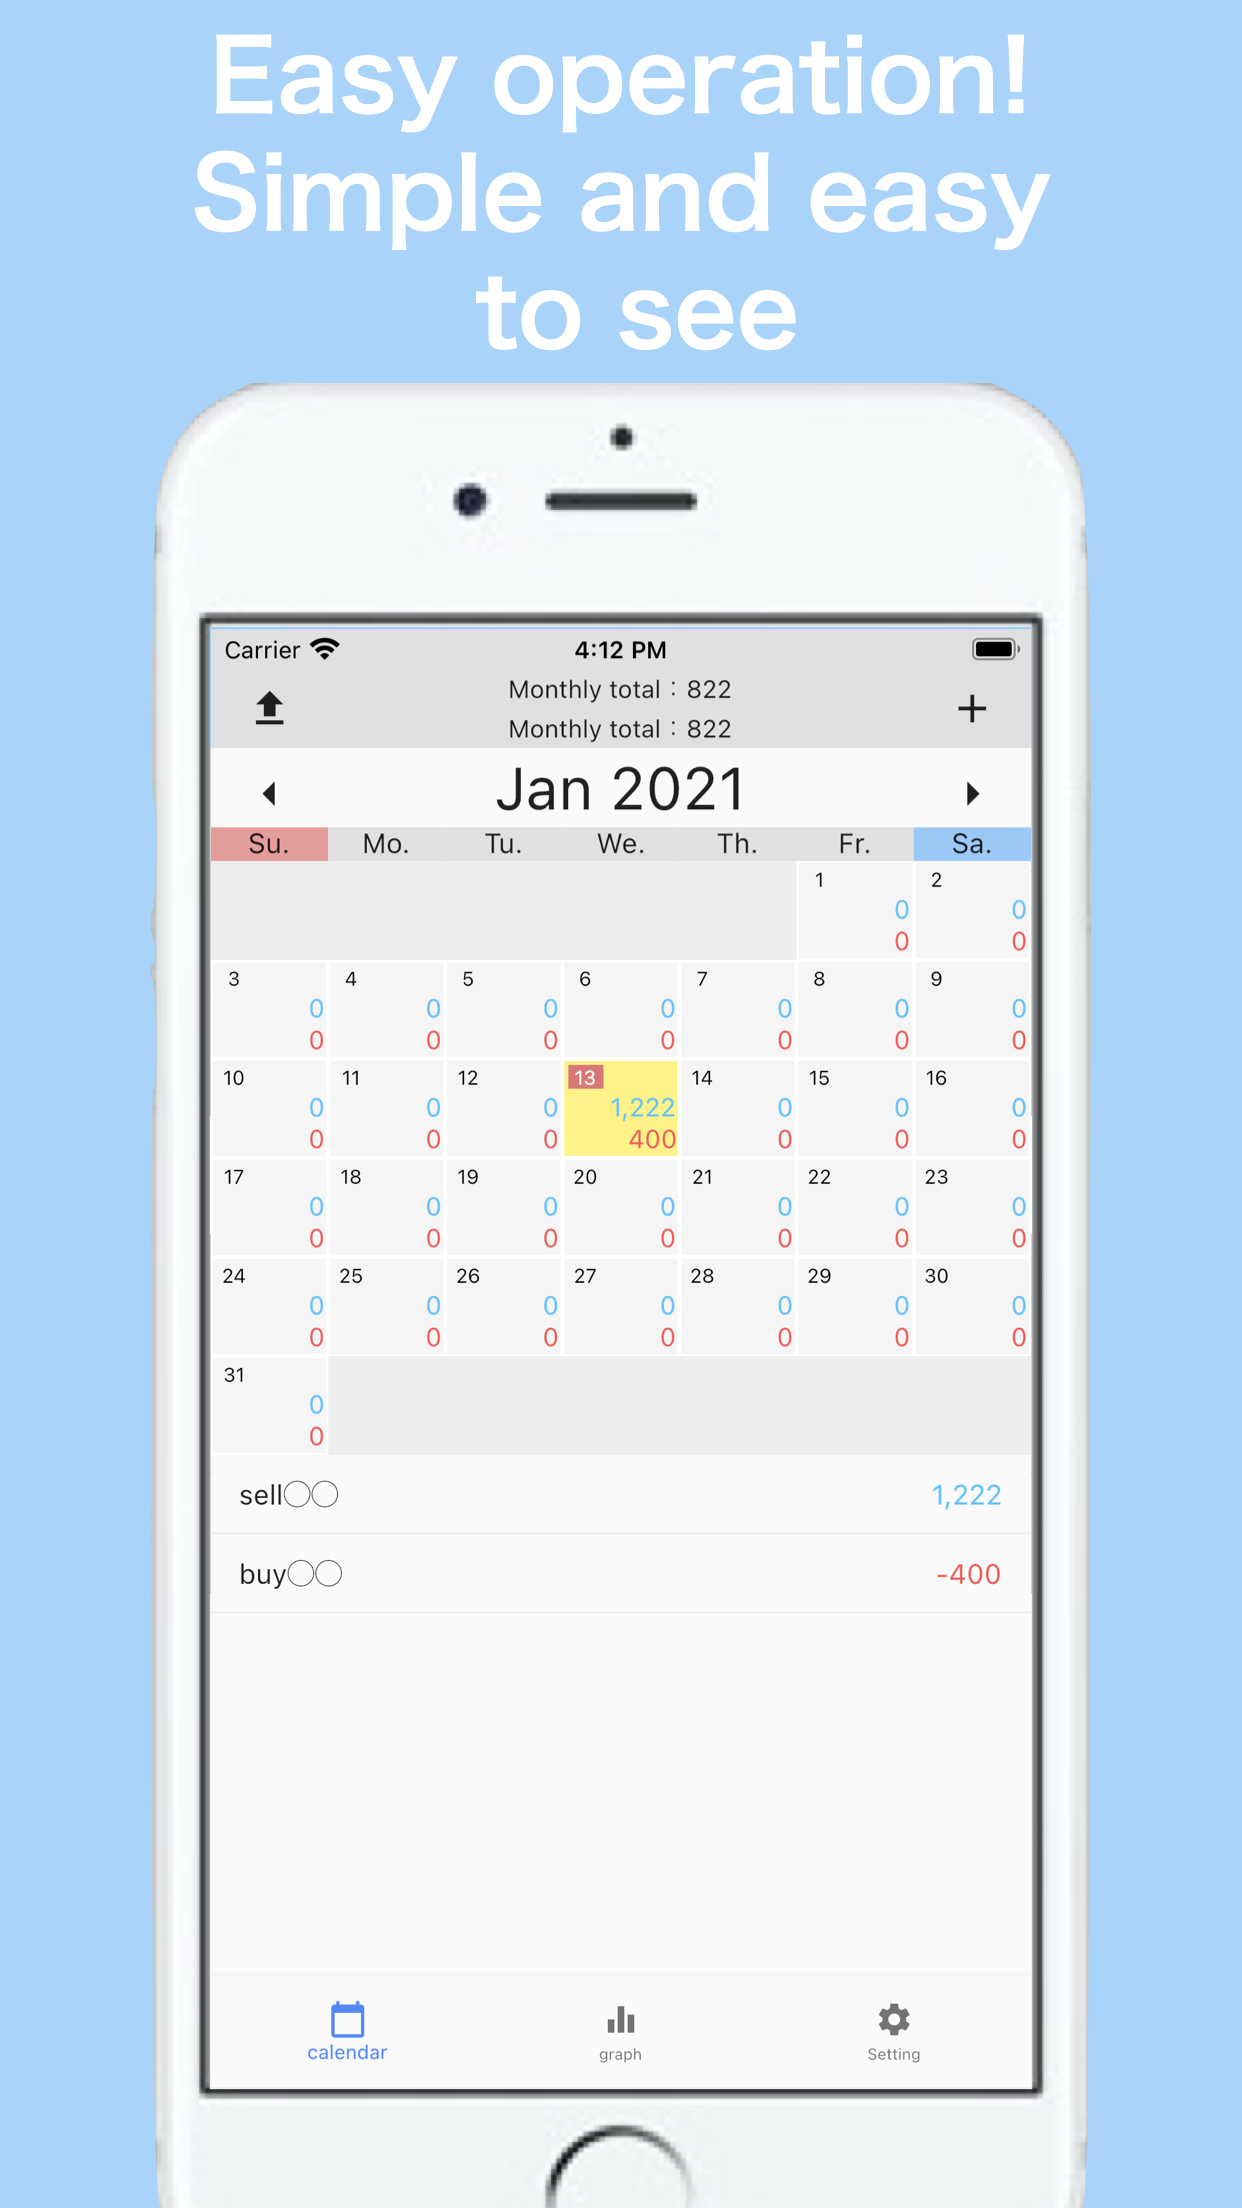 Easy operation!
Simple and easy
to see
Carrier 4:12 PM
Monthly total : 822
Monthly total : 822
Jan 2021
Su. Mo. Tu. We. Th. Fr. Sa.
1 2
0 0
0 0
3 4 5 6 7 8 9
0 0 0 0 0 0 0
0 0 0 0 0 0 0
10 11 12 13 14 15 16
0 0 0 1,222 0 0 0
0 0 0 400 0 0 0
17 18 19 20 21 22 23
0 0 0 0 0 0 0
0 0 0 0 0 0 0
24 25 26 27 28 29 30
0 0 0 0 0 0 0
0 0 0 0 0 0 0
31
0
0
sell◯◯ 1,222
buy◯◯ -400
calendar graph Setting